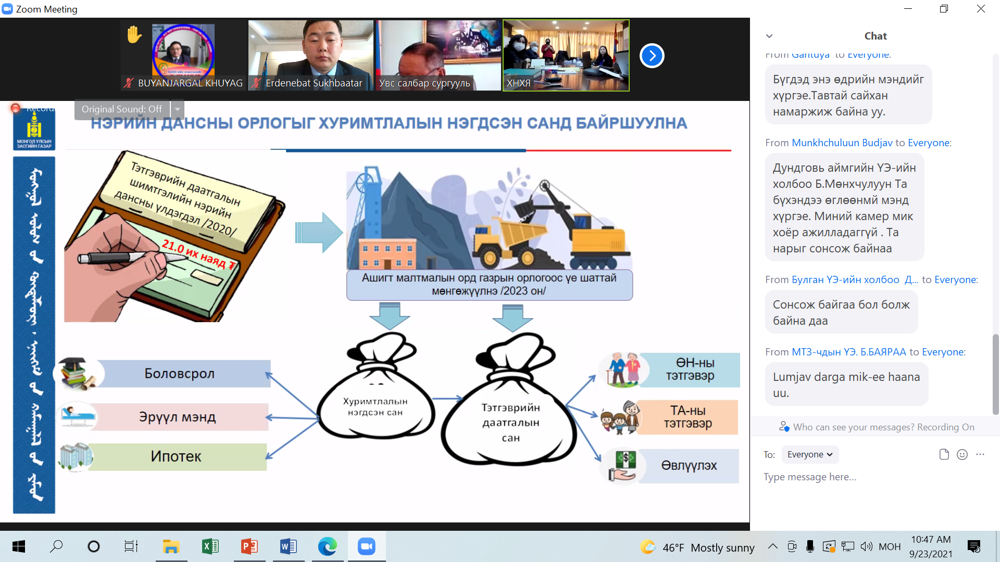 Zoom Meeting
BUYANJARGAL KHUYAG
Erdenebat Sukhbaatar
Увс салбар сургууль
ХНХЯ
Original Sound: Off
МОНГОЛ УЛСЫН
ЗАСГИЙН ГАЗАР
НЭРИЙН ДАНСНЫ ОРЛОГЫГ ХУРИМТЛАЛЫН НЭГДСЭН САНД БАЙРШУУЛНА
Тэтгэврийн даатгалын
шимтгэлийн нэрийн
дансны үлдэгдэл /2020/
21.0 их наяд ₮
Ашигт малтмалын орд газрын орлогоос үе шаттай
мөнгөжүүлнэ /2023 он/
Боловсрол
Эрүүл мэнд
Ипотек
Хуримтлалын
нэгдсэн сан
Тэтгэврийн
даатгалын
сан
ӨН-ны
тэтгэвэр
ТА-ны
тэтгэвэр
Өвлүүлэх
Chat
From Gantuya to Everyone:
Бүгдэд энэ өдрийн мэндийг
хүргэе.Тавтай сайхан
намаржиж байна уу.
From Munkhchuluun Budjav to Everyone:
Дундговь аймгийн ҮЭ-ийн
холбоо Б.Мөнхчулуун Та
бүхэндээ өглөөнмй мэнд
хүргэе. Миний камер мик
хоёр ажилладаггүй . Та
нарыг сонсож байнаа
From Булган ҮЭ-ийн холбоо Д... to Everyone:
Сонсож байгаа бол болж
байна даа
From МТЗ-чдын ҮЭ. Б.БАЯРАА to Everyone:
Lumjav darga mik-ee haana
uu.
Who can see your messages? Recording On
To: Everyone
Type message here...
46°F Mostly sunny
МОН
10:47 AM
9/23/2021